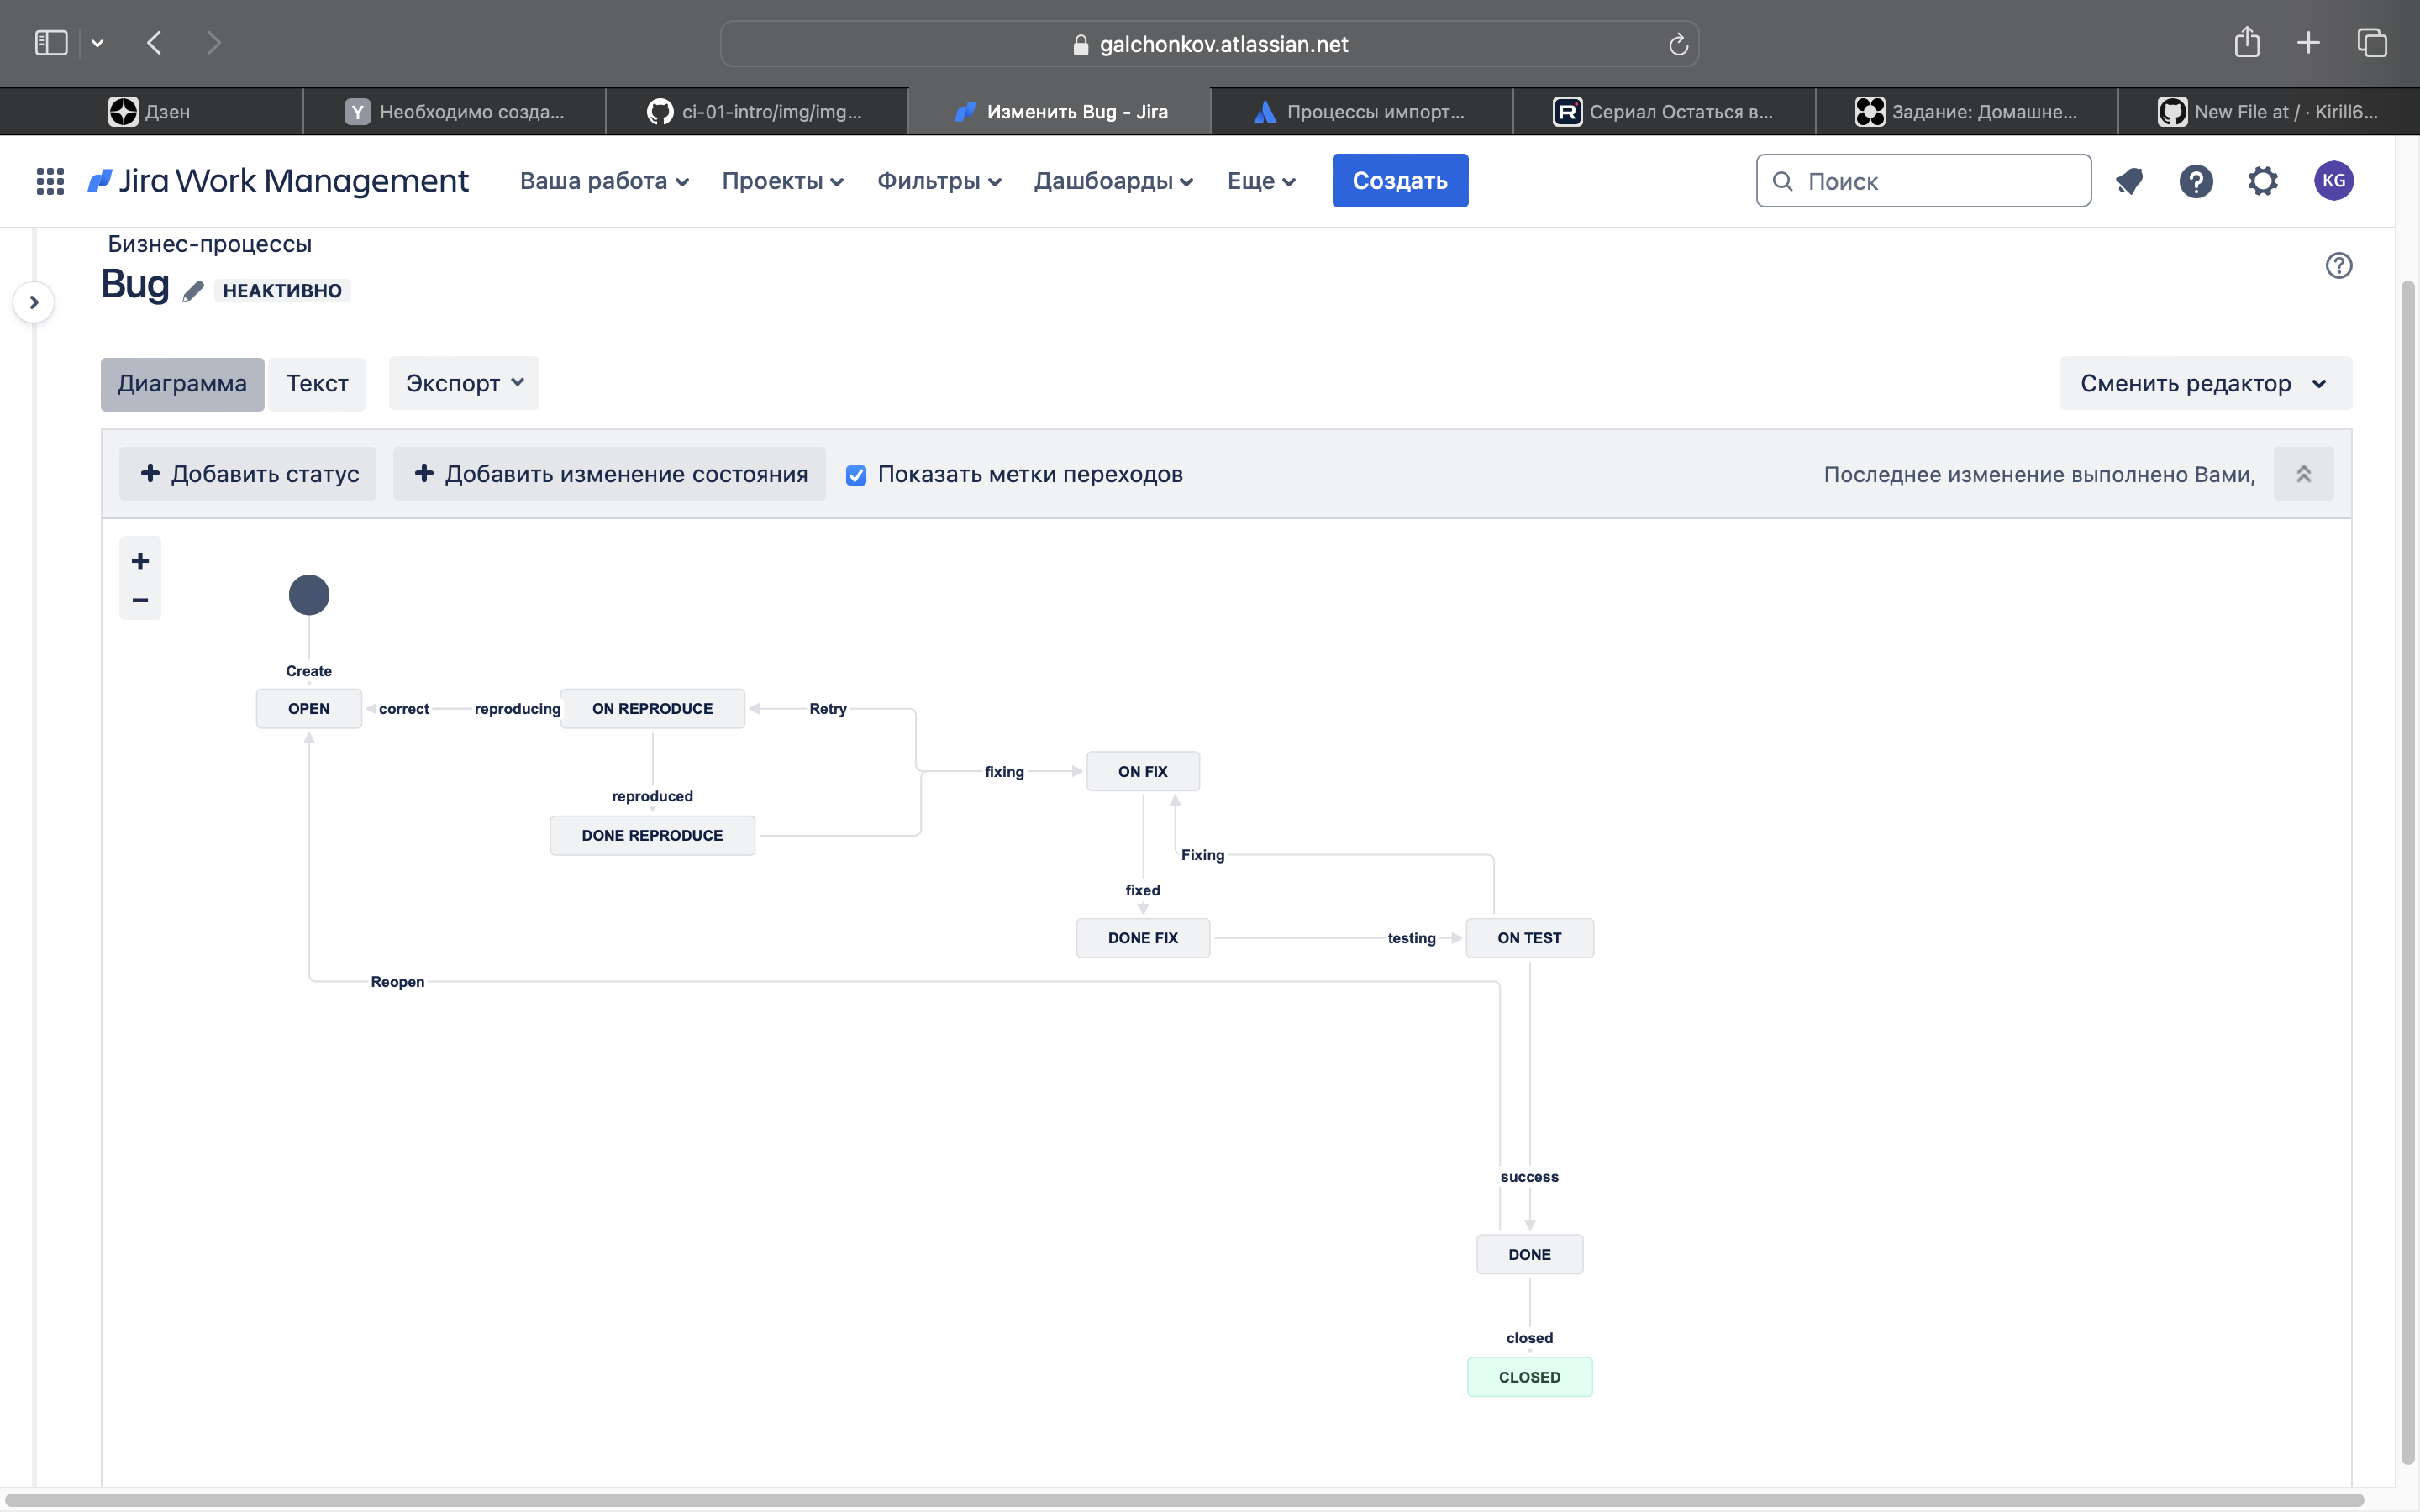 galchonkov.atlassian.net
Дзен
Y Необходимо созда...
ci-01-intro/img/img...
Изменить Bug - Jira
Процессы импорт...
R Сериал Остаться в...
Задание: Домашне...
New File at / · Kirill6...
Jira Work Management
Ваша работа
Проекты
Фильтры
Дашбоарды
Еще
Создать
Поиск
KG
Бизнес-процессы
Bug
НЕАКТИВНО
Диаграмма
Текст
Экспорт
Сменить редактор
Добавить статус
Добавить изменение состояния
Показать метки переходов
Последнее изменение выполнено Вами,
Create
OPEN
correct
reproducing
ON REPRODUCE
Retry
fixing
ON FIX
reproduced
DONE REPRODUCE
Fixing
fixed
DONE FIX
testing
ON TEST
Reopen
success
DONE
closed
CLOSED